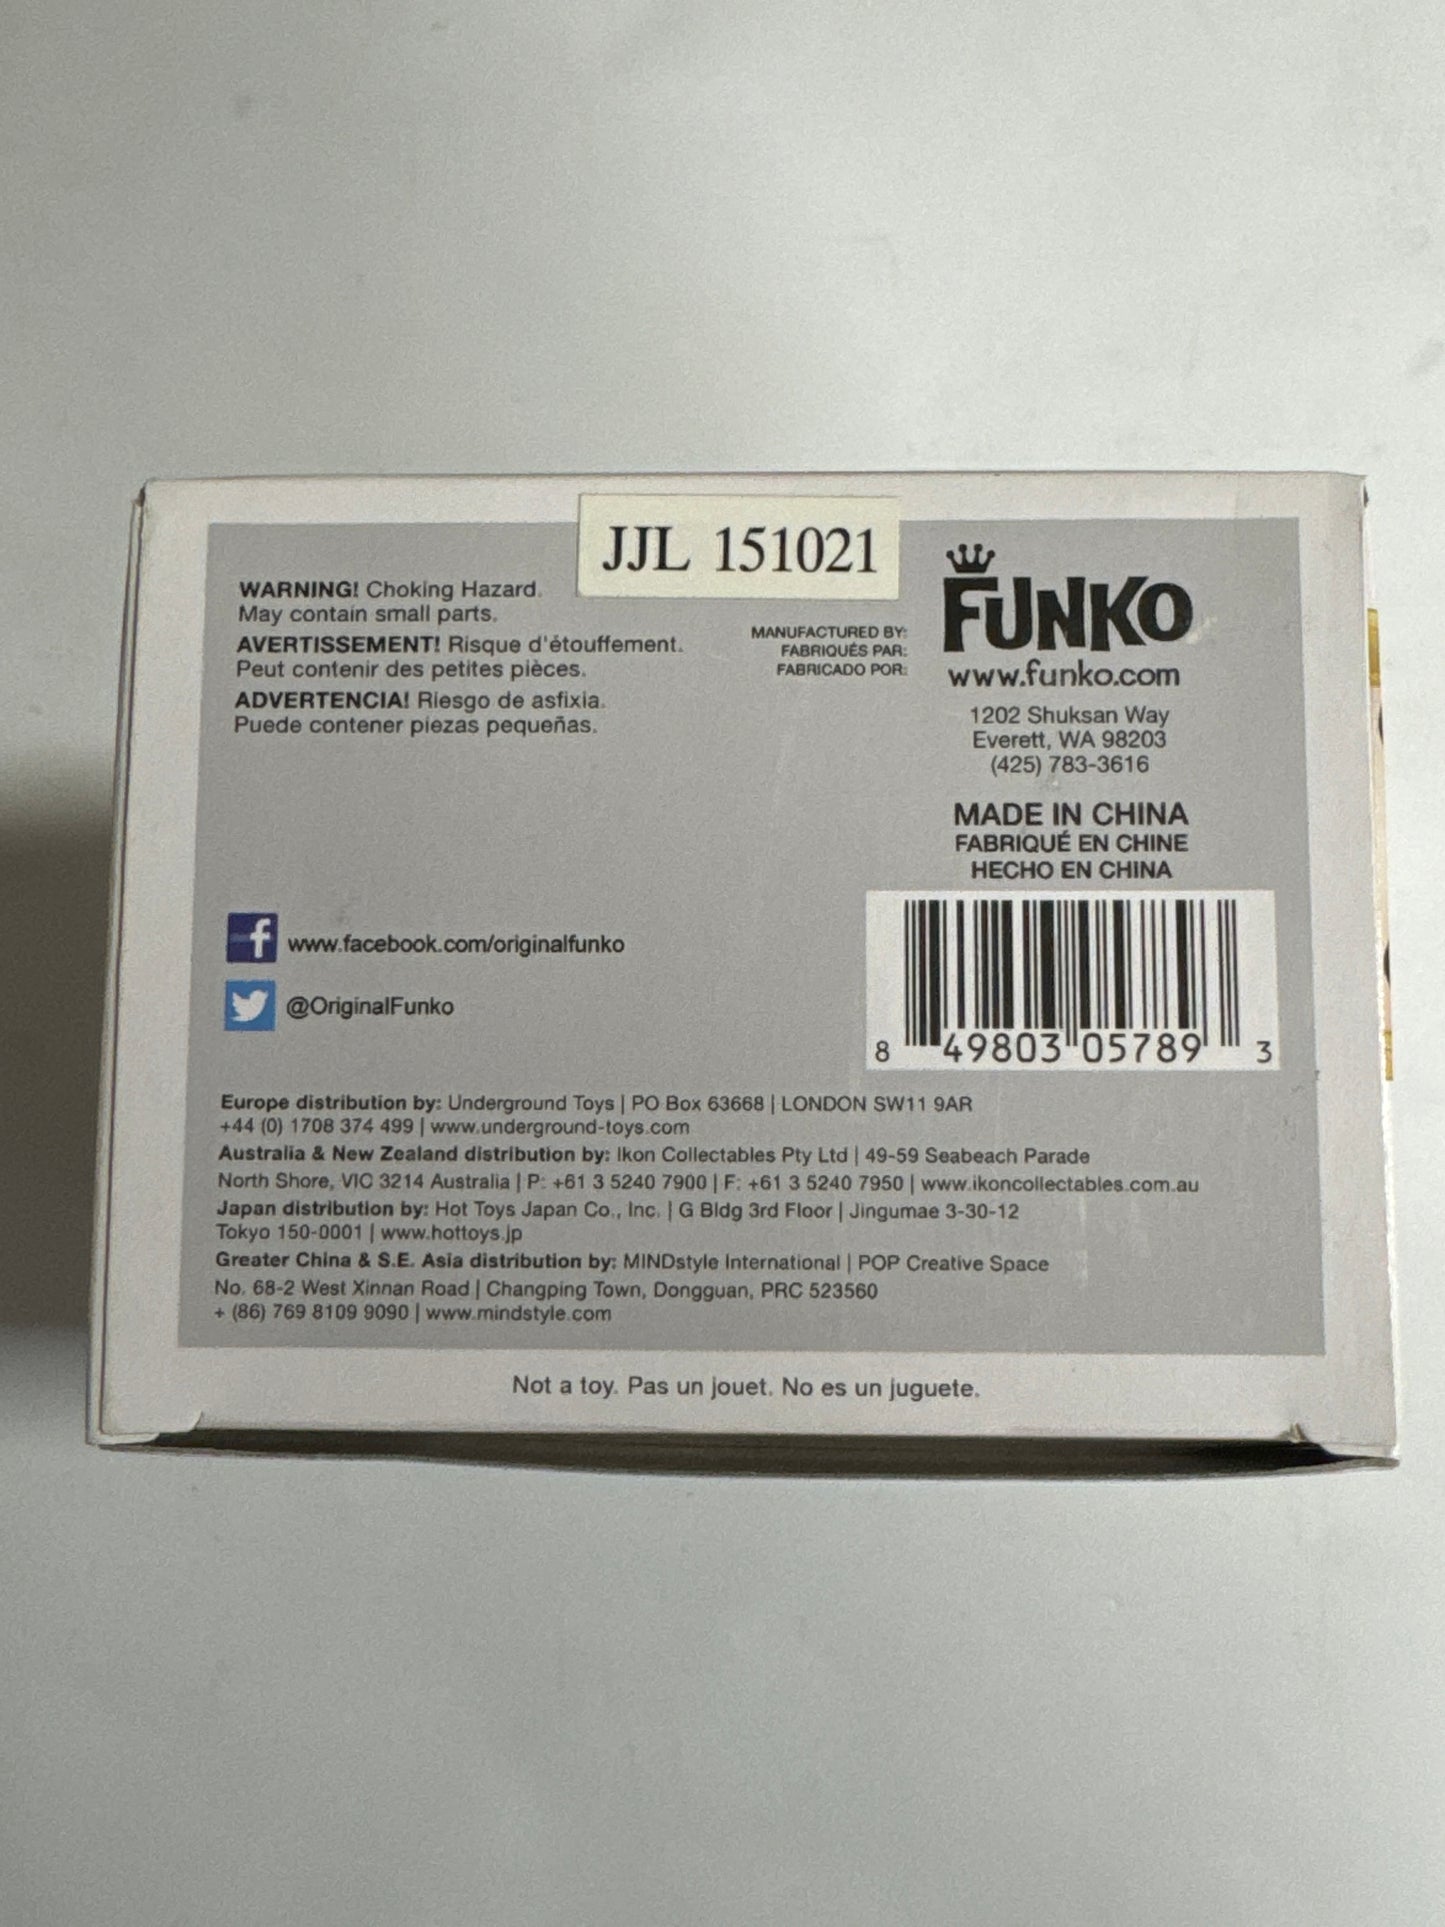 JJL 151021
WARNING! Choking Hazard.
May contain small parts.
AVERTISSEMENT! Risque d'étouffement.
Peut contenir des petites pièces.
ADVERTENCIA! Riesgo de asfixia.
Puede contener piezas pequeñas.
MANUFACTURED BY:
FABRIQUÉS PAR:
FABRICADO POR:
FUNKO
www.funko.com
1202 Shuksan Way
Everett, WA 98203
(425) 783-3616
MADE IN CHINA
FABRIQUÉ EN CHINE
HECHO EN CHINA
f www.facebook.com/originalfunko
@OriginalFunko
8 49803 05789 3
Europe distribution by: Underground Toys | PO Box 63668 | LONDON SW11 9AR
+44 (0) 1708 374 499 | www.underground-toys.com
Australia & New Zealand distribution by: Ikon Collectables Pty Ltd | 49-59 Seabeach Parade
North Shore, VIC 3214 Australia | P: +61 3 5240 7900 | F: +61 3 5240 7950 | www.ikoncollectables.com.au
Japan distribution by: Hot Toys Japan Co., Inc. | G Bldg 3rd Floor | Jingumae 3-30-12
Tokyo 150-0001 | www.hottoys.jp
Greater China & S.E. Asia distribution by: MINDstyle International | POP Creative Space
No. 68-2 West Xinnan Road | Changping Town, Dongguan, PRC 523560
+ (86) 769 8109 9090 | www.mindstyle.com
Not a toy. Pas un jouet. No es un juguete.